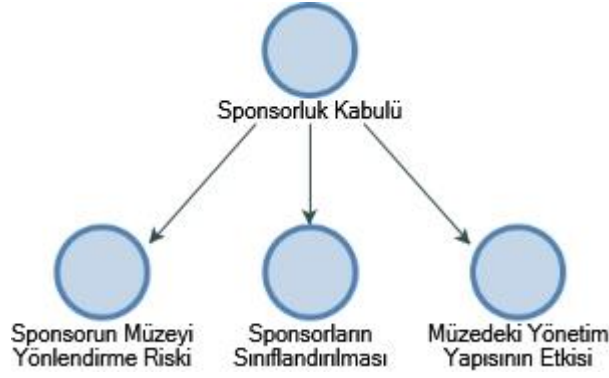 Sponsorluk Kabulü
Sponsorun Müzeyi
Yönlendirme Riski
Sponsorların
Sınıflandırılması
Müzedeki Yönetim
Yapısının Etkisi